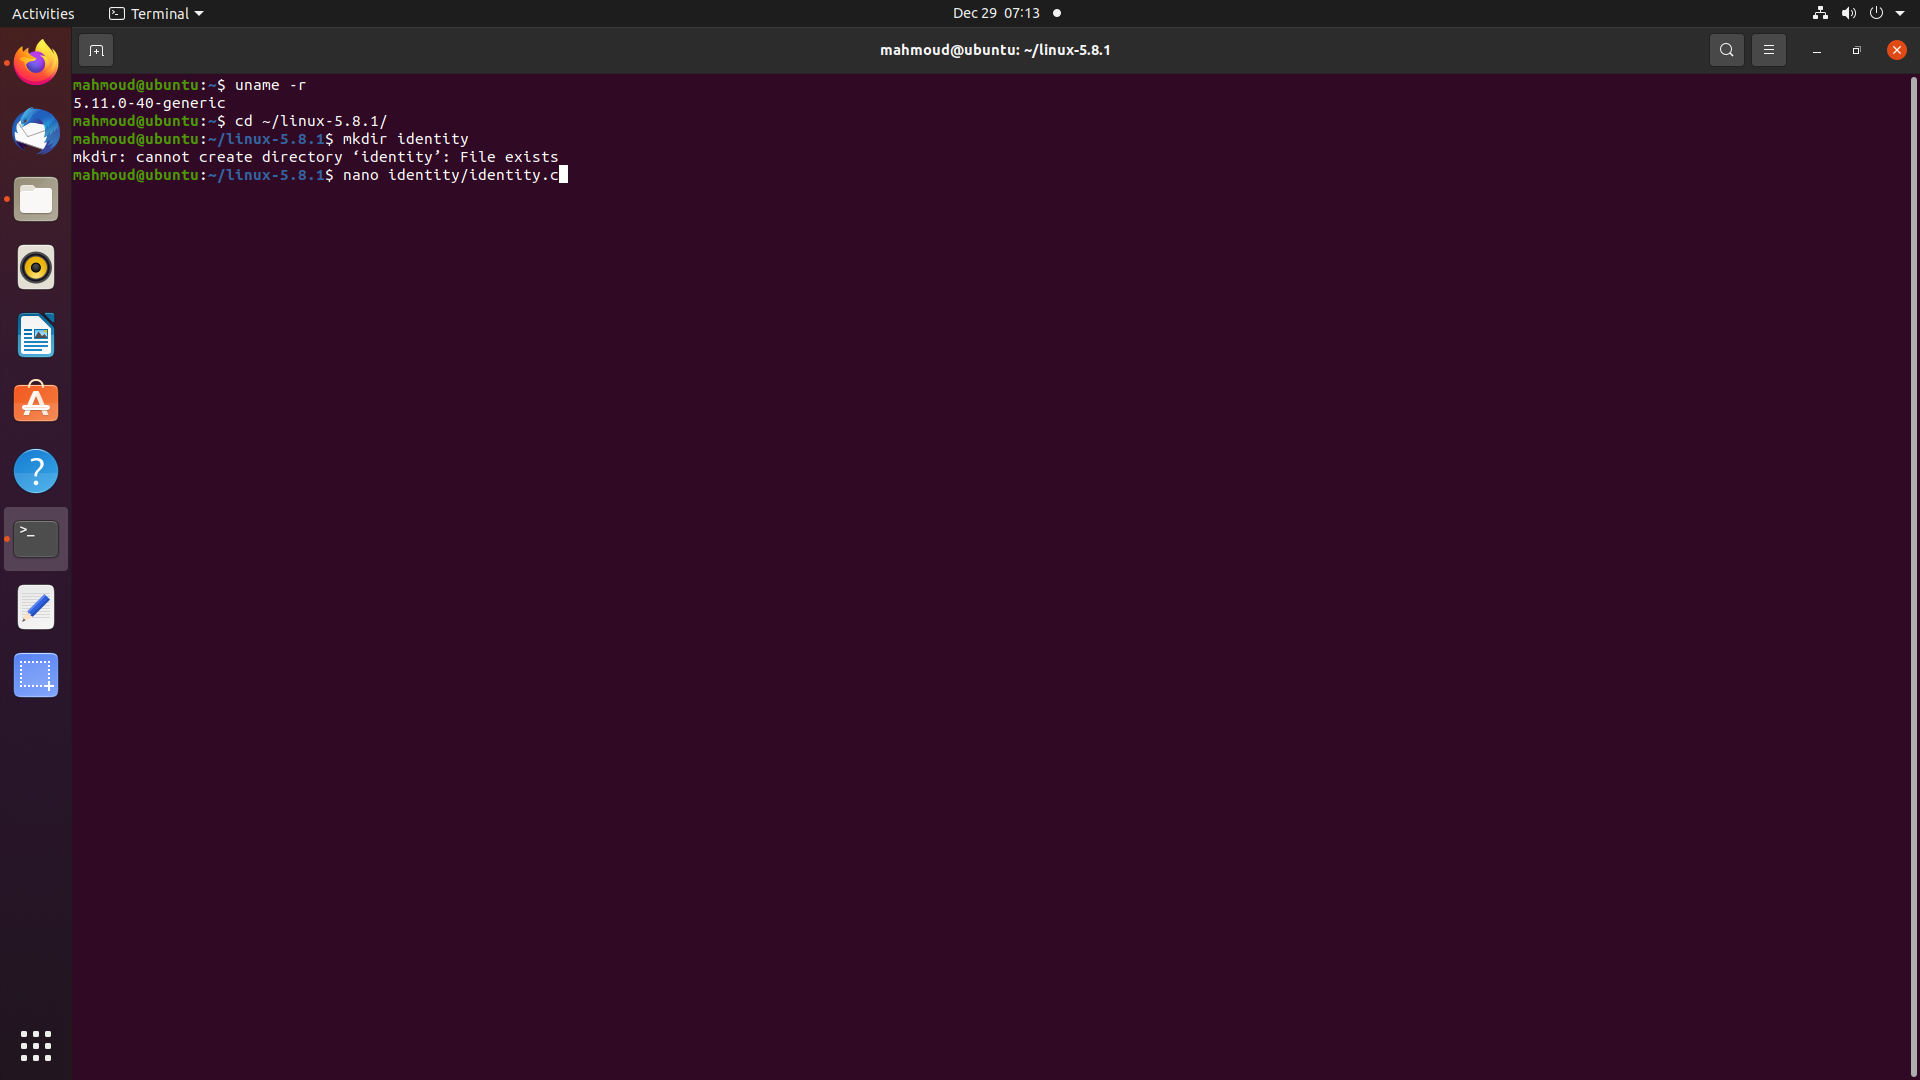 Activities
Terminal
Dec 29 07:13
mahmoud@ubuntu: ~/linux-5.8.1
mahmoud@ubuntu:~$ uname -r
5.11.0-40-generic
mahmoud@ubuntu:~$ cd ~/linux-5.8.1/
mahmoud@ubuntu:~/linux-5.8.1$ mkdir identity
mkdir: cannot create directory ‘identity’: File exists
mahmoud@ubuntu:~/linux-5.8.1$ nano identity/identity.c